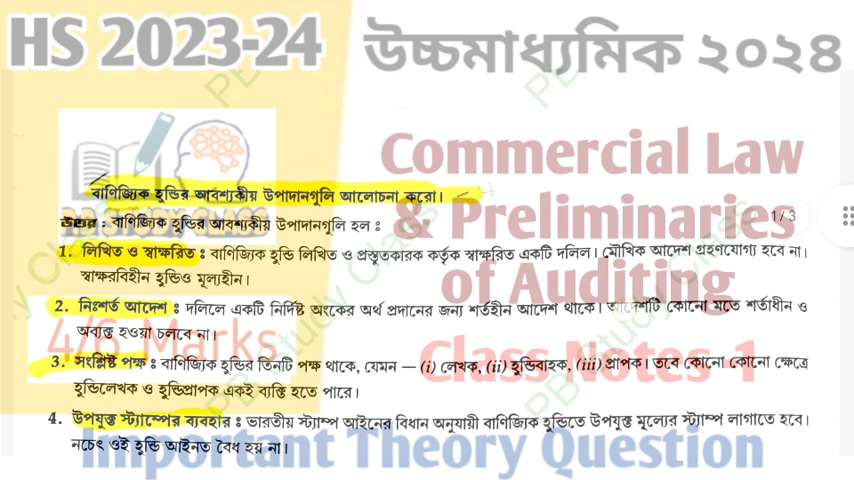 HS 2023-24 উচ্চমাধ্যমিক ২০২৪
Commercial Law
& Preliminaries
of Auditing
Class Notes 1
1/3
বাণিজ্যিক হুন্ডির আবশ্যকীয় উপাদানগুলি আলোচনা করো।
উত্তর : বাণিজ্যিক হুন্ডির আবশ্যকীয় উপাদানগুলি হল :
1. লিখিত ও স্বাক্ষরিত : বাণিজ্যিক হুন্ডি লিখিত ও প্রস্তুতকারক কর্তৃক স্বাক্ষরিত একটি দলিল। মৌখিক আদেশ গ্রহণযোগ্য হবে না।
স্বাক্ষরবিহীন হুন্ডিও মূল্যহীন।
2. নিঃশর্ত আদেশ : দলিলে একটি নির্দিষ্ট অংকের অর্থ প্রদানের জন্য শর্তহীন আদেশ থাকে। আদেশটি কোনো মতে শর্তাধীন ও
অব্যক্ত হওয়া চলবে না।
4/6 Marks
3. সংশ্লিষ্ট পক্ষ : বাণিজ্যিক হুন্ডির তিনটি পক্ষ থাকে, যেমন — (i) লেখক, (ii) হুন্ডিবাহক, (iii) প্রাপক। তবে কোনো কোনো ক্ষেত্রে
হুন্ডিলেখক ও হুন্ডিপ্রাপক একই ব্যক্তি হতে পারে।
4. উপযুক্ত স্ট্যাম্পের ব্যবহার : ভারতীয় স্ট্যাম্প আইনের বিধান অনুযায়ী বাণিজ্যিক হুন্ডিতে উপযুক্ত মূল্যের স্ট্যাম্প লাগাতে হবে।
নচেৎ ওই হুন্ডি আইনত বৈধ হয় না।
Important Theory Question